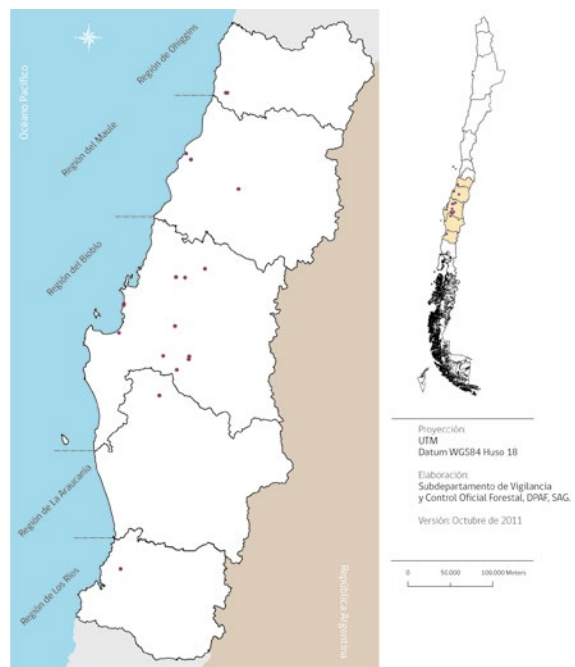 Océano Pacífico
Región de Ohiggins
Región del Maule
Región del Biobío
Región de La Araucanía
Región de Los Ríos
República Argentina
Proyección:
UTM
Datum WGS84 Huso 18
Elaboración:
Subdepartamento de Vigilancia
y Control Oficial Forestal, DPAF, SAG.
Versión: Octubre de 2011
0 50.000 100.000 Meters